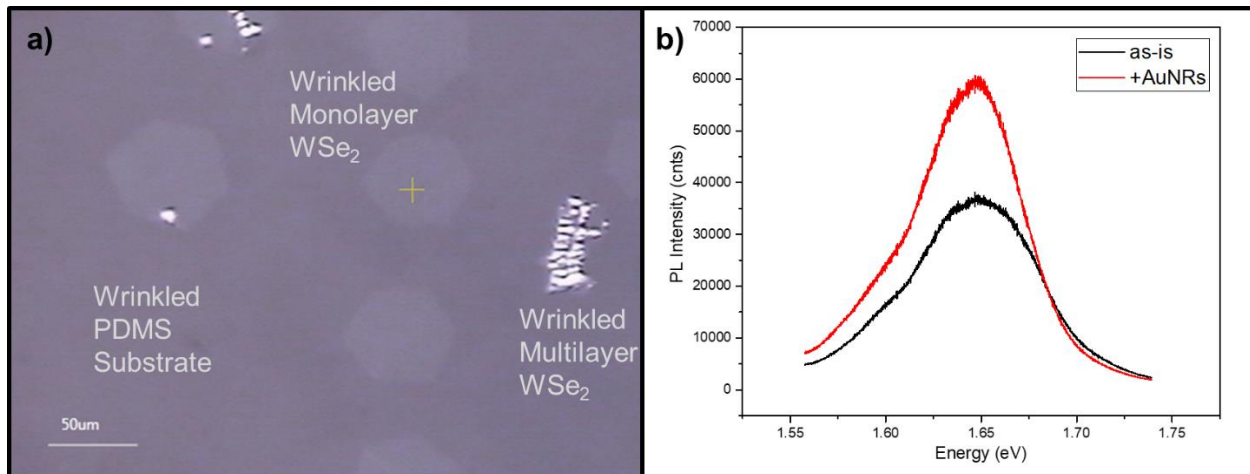 a)
Wrinkled
Monolayer
WSe₂
Wrinkled
PDMS
Substrate
Wrinkled
Multilayer
WSe₂
50um
b)
as-is
+AuNRs
PL Intensity (cnts)
70000
60000
50000
40000
30000
20000
10000
0
1.55 1.60 1.65 1.70 1.75
Energy (eV)